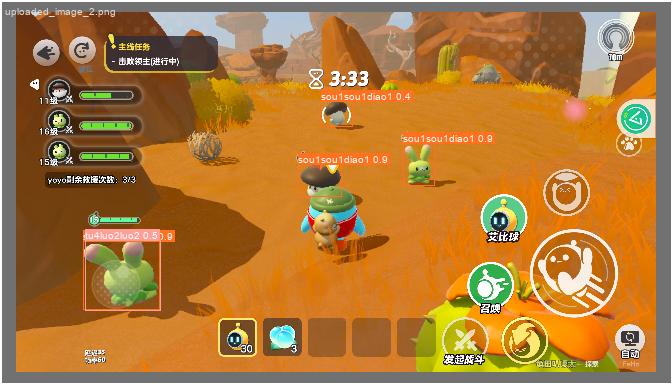 uploaded_image_2.png
主线任务
- 击败领主(进行中)
10m
3:33
sou1sou1diao1 0.4
11级
16级
15级
sou1sou1diao1 0.9
sou1sou1diao1 0.9
yoyo剩余救援次数: 3/3
tu4luo2luo2 0.5
0.9
艾比球
召唤
30
3
发起战斗
自动